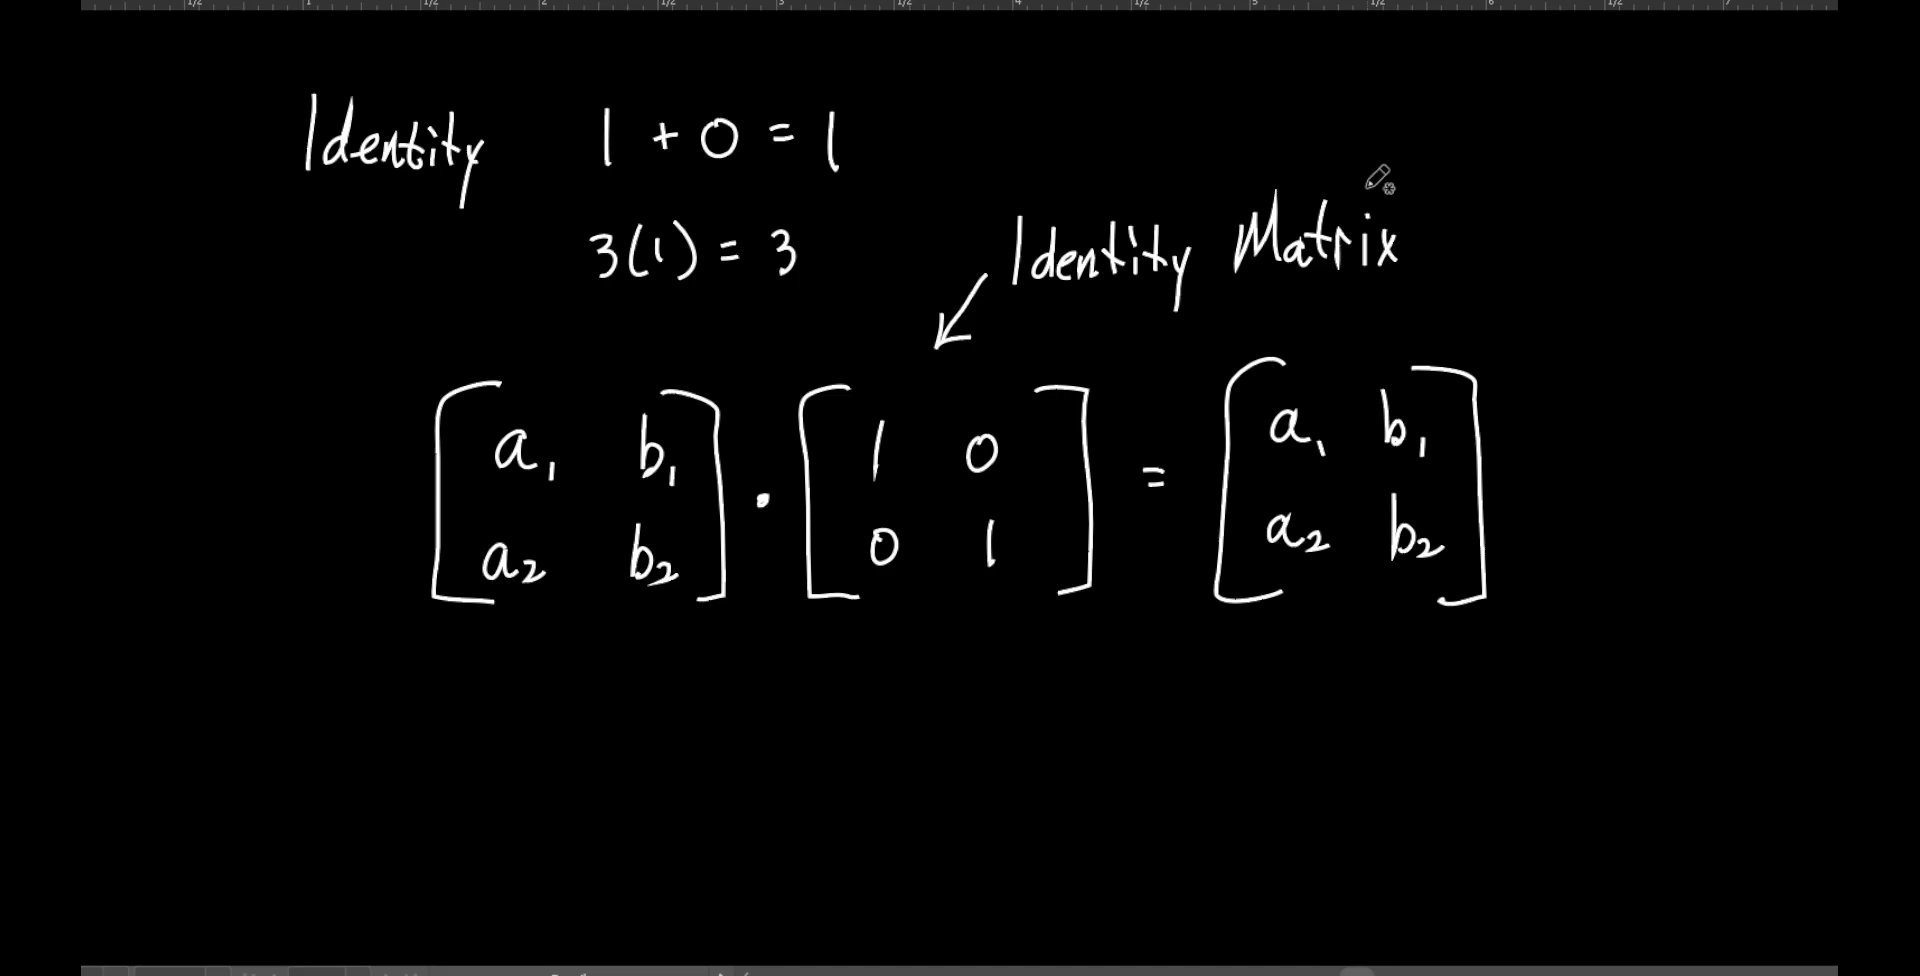 Identity 1 + 0 = 1
3(1) = 3
Identity Matrix
[a₁ b₁] · [1 0] = [a₁ b₁]
[a₂ b₂] [0 1] [a₂ b₂]